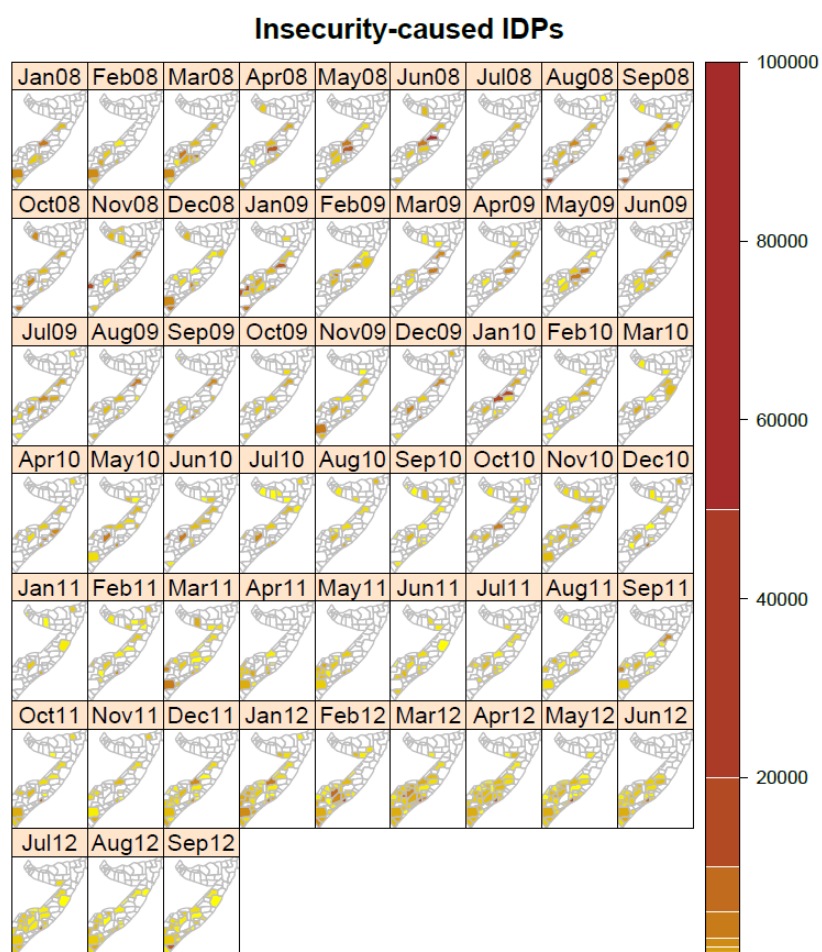 Insecurity-caused IDPs
Jan08 Feb08 Mar08 Apr08 May08 Jun08 Jul08 Aug08 Sep08
Oct08 Nov08 Dec08 Jan09 Feb09 Mar09 Apr09 May09 Jun09
Jul09 Aug09 Sep09 Oct09 Nov09 Dec09 Jan10 Feb10 Mar10
Apr10 May10 Jun10 Jul10 Aug10 Sep10 Oct10 Nov10 Dec10
Jan11 Feb11 Mar11 Apr11 May11 Jun11 Jul11 Aug11 Sep11
Oct11 Nov11 Dec11 Jan12 Feb12 Mar12 Apr12 May12 Jun12
Jul12 Aug12 Sep12
100000
80000
60000
40000
20000